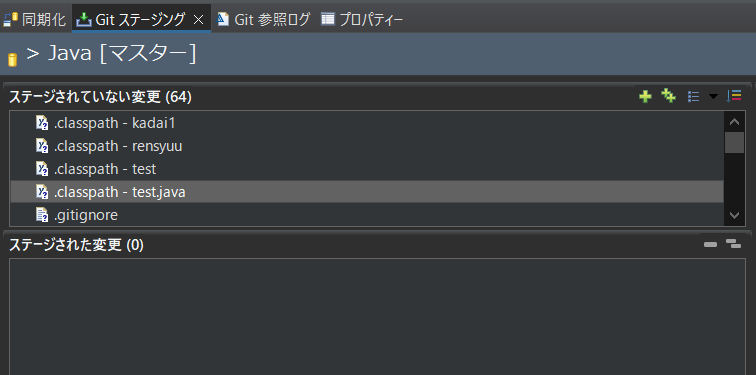 同期化 Git ステージング Git 参照ログ プロパティー
> Java [マスター]
ステージされていない変更 (64)
.classpath - kadai1
.classpath - rensyuu
.classpath - test
.classpath - test.java
.gitignore
ステージされた変更 (0)